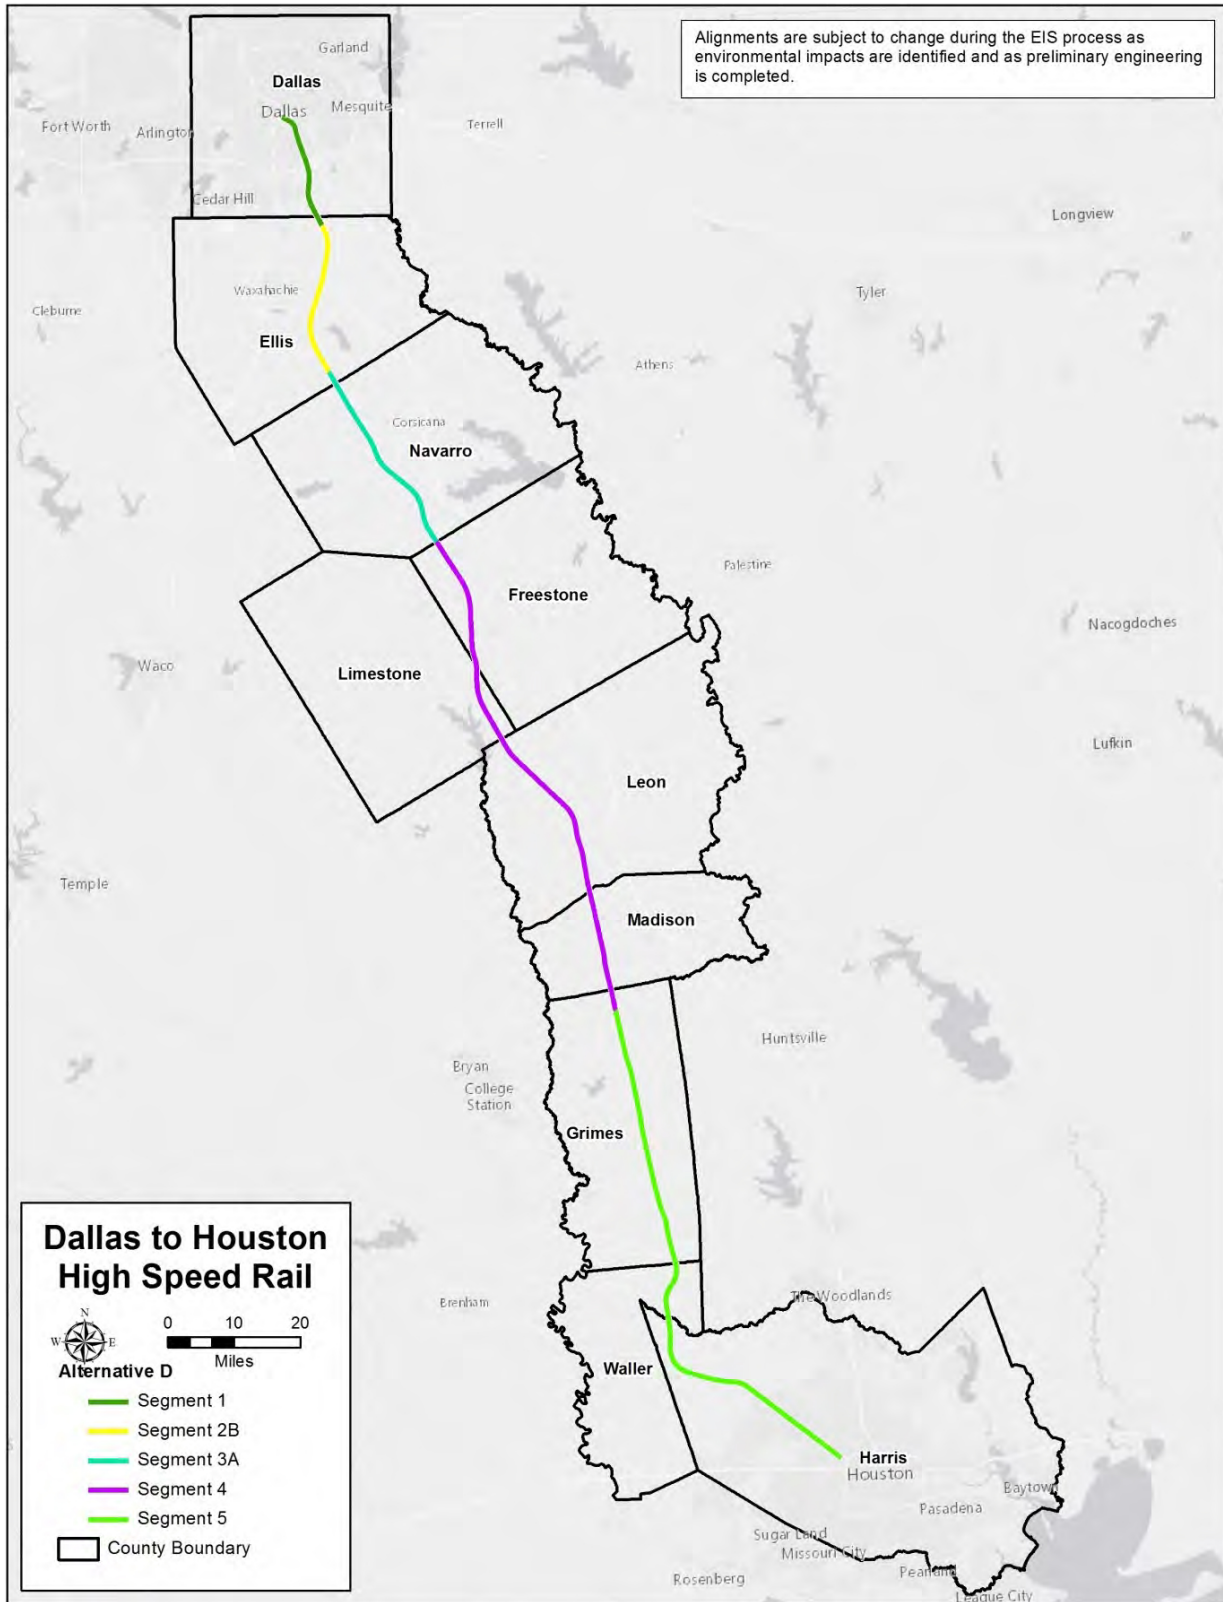 Alignments are subject to change during the EIS process as
environmental impacts are identified and as preliminary engineering
is completed.
Garland
Dallas
Dallas
Mesquite
Fort Worth
Arlington
Terrell
Cedar Hill
Longview
Waxahachie
Tyler
Cleburne
Ellis
Athens
Corsicana
Navarro
Palestine
Freestone
Nacogdoches
Waco
Limestone
Lufkin
Leon
Temple
Madison
Huntsville
Bryan
College
Station
Grimes
Brenham
The Woodlands
Waller
Harris
Houston
Baytown
Pasadena
Sugar Land
Missouri City
Pearland
Rosenberg
League City
Dallas to Houston
High Speed Rail
N
W
E
S
0 10 20
Miles
Alternative D
Segment 1
Segment 2B
Segment 3A
Segment 4
Segment 5
County Boundary